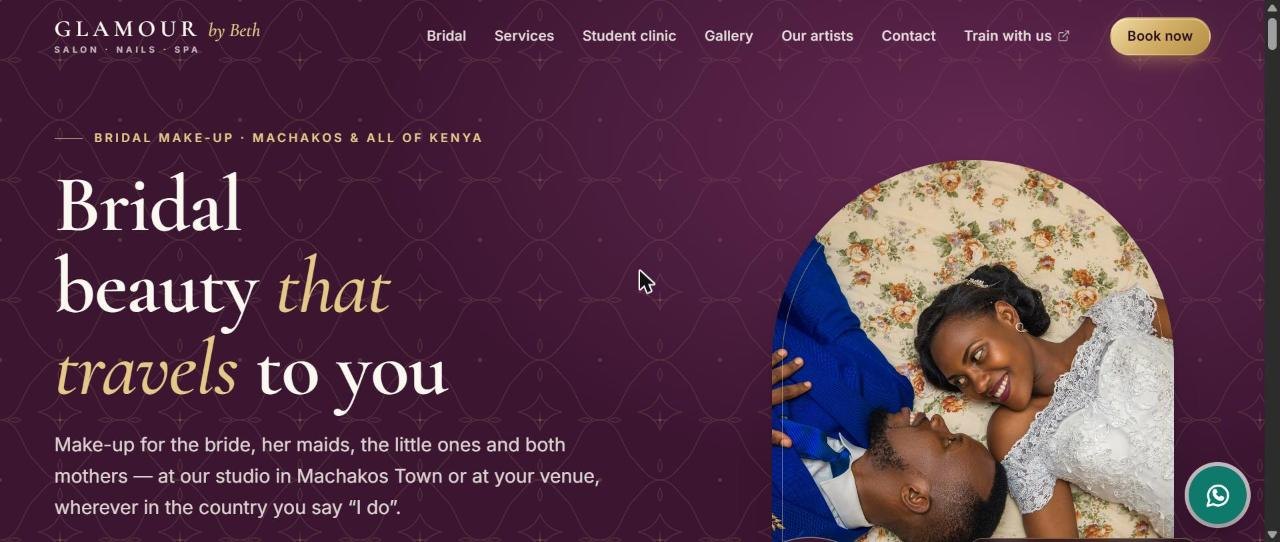 GLAMOUR by Beth
SALON · NAILS · SPA
Bridal
Services
Student clinic
Gallery
Our artists
Contact
Train with us
Book now
BRIDAL MAKE-UP · MACHAKOS & ALL OF KENYA
Bridal
beauty that
travels to you
Make-up for the bride, her maids, the little ones and both
mothers — at our studio in Machakos Town or at your venue,
wherever in the country you say “I do”.